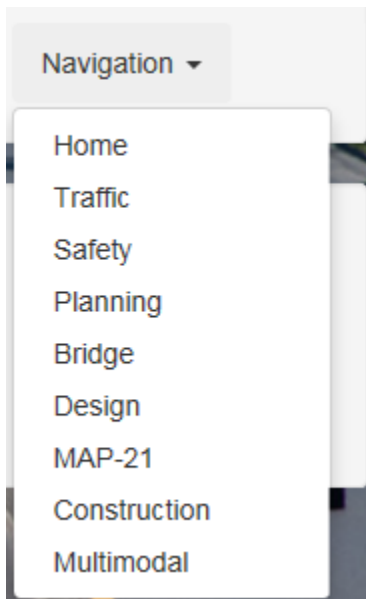 Navigation
Home
Traffic
Safety
Planning
Bridge
Design
MAP-21
Construction
Multimodal